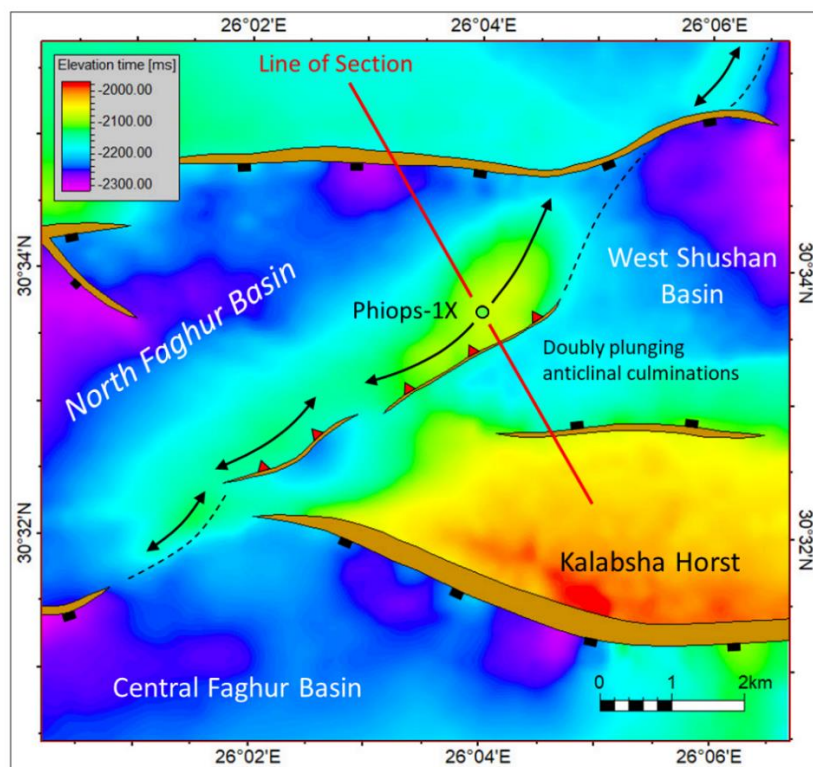 26°02'E 26°04'E 26°06'E
Elevation time [ms]
-2000.00
-2100.00
-2200.00
-2300.00
Line of Section
30°34'N
30°34'N
North Faghur Basin
West Shushan
Basin
Phiops-1X
Doubly plunging
anticlinal culminations
30°32'N
30°32'N
Kalabsha Horst
Central Faghur Basin
0 1 2km
26°02'E 26°04'E 26°06'E